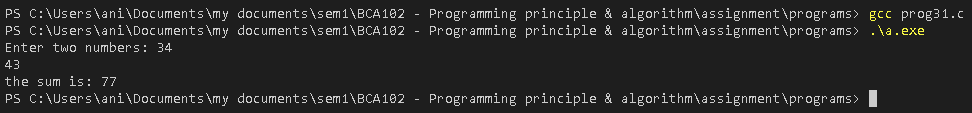 PS C:\Users\ani\Documents\my documents\sem1\BCA102 - Programming principle & algorithm\assignment\programs> gcc prog31.c
PS C:\Users\ani\Documents\my documents\sem1\BCA102 - Programming principle & algorithm\assignment\programs> .\a.exe
Enter two numbers: 34
43
the sum is: 77
PS C:\Users\ani\Documents\my documents\sem1\BCA102 - Programming principle & algorithm\assignment\programs>